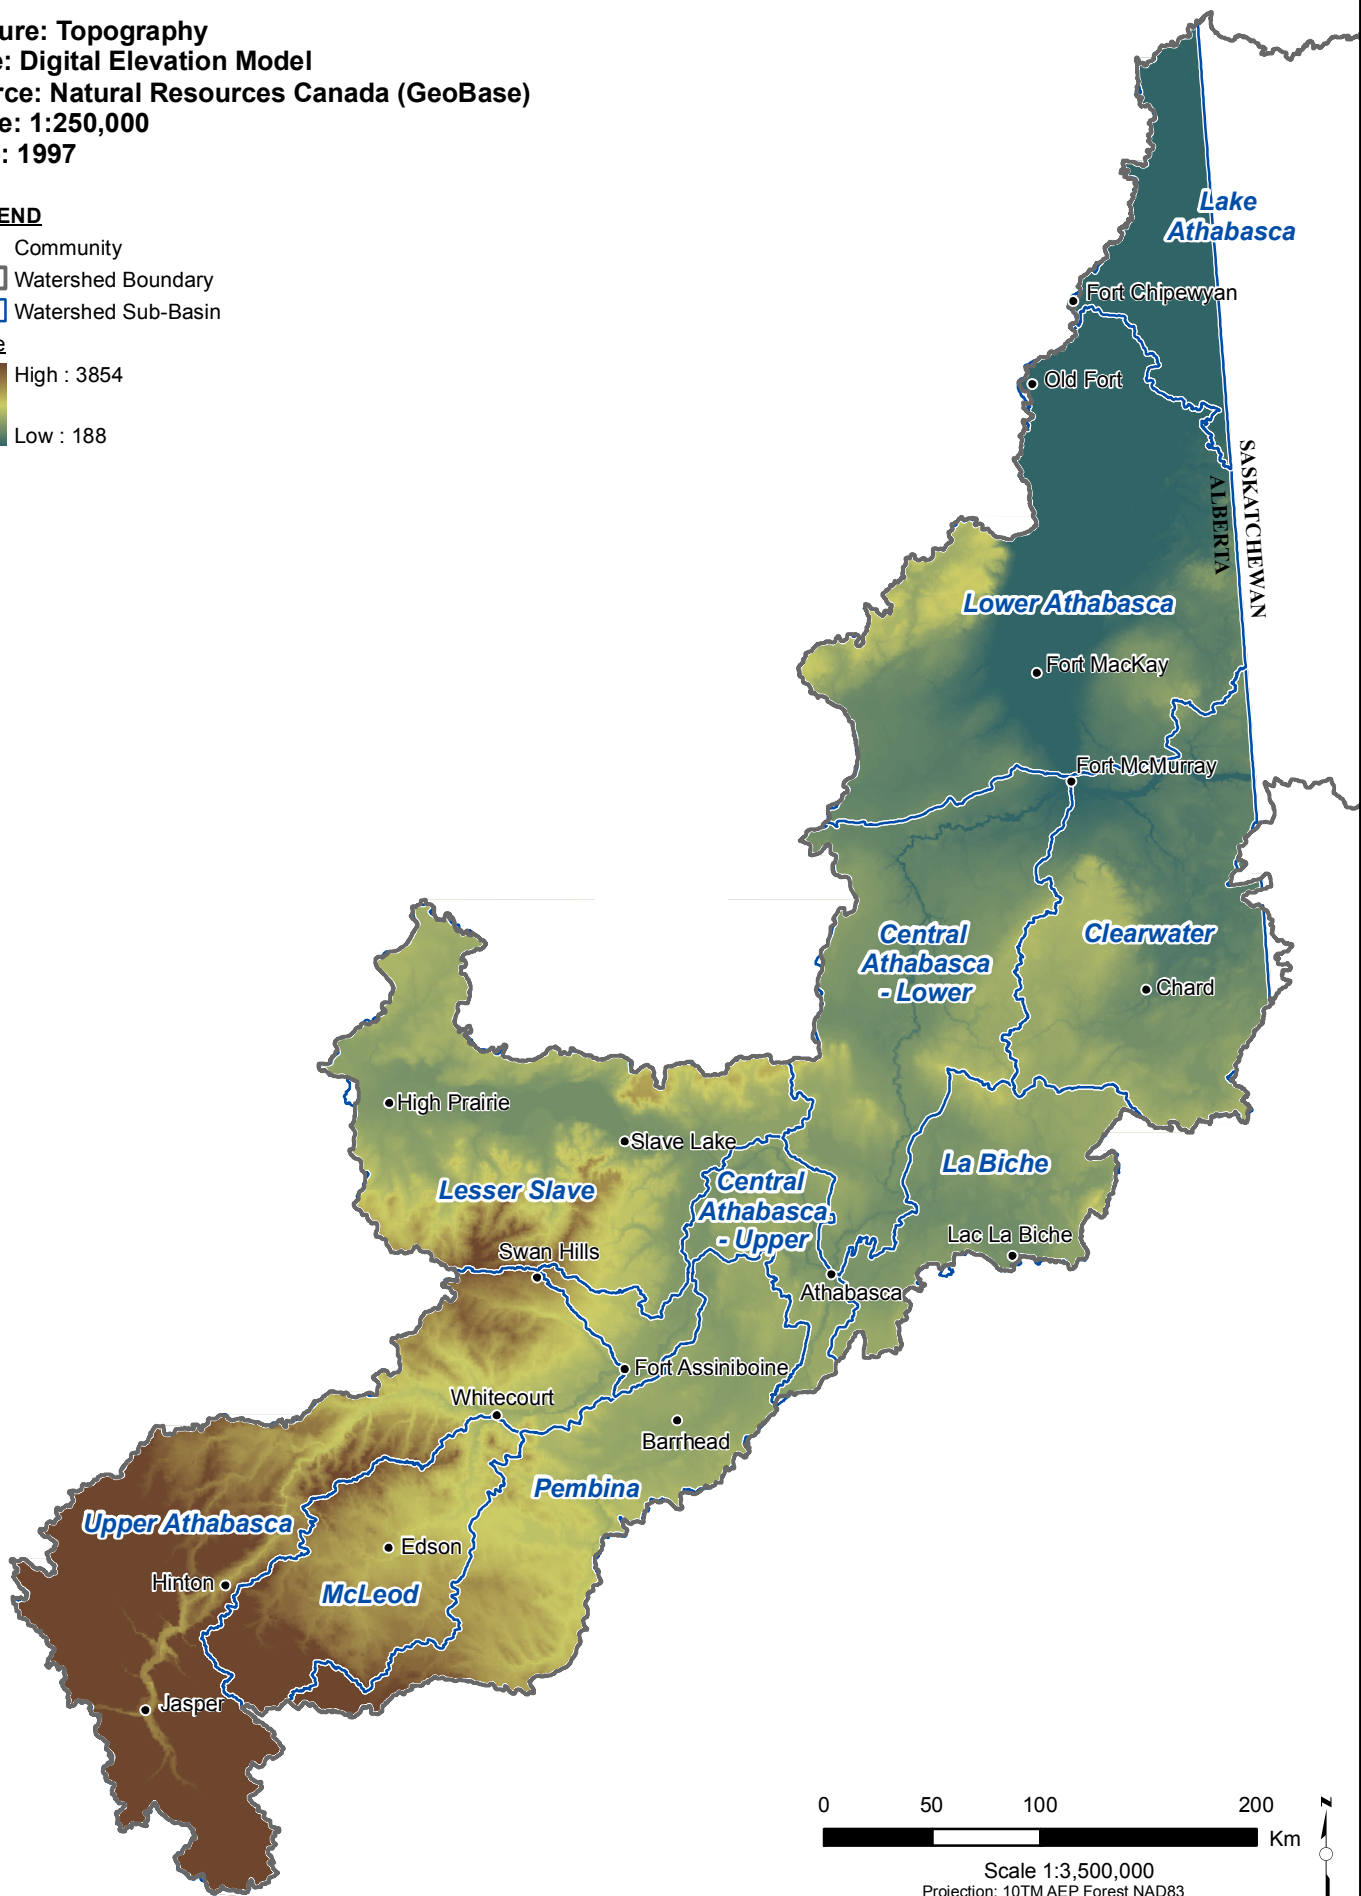 ure: Topography
e: Digital Elevation Model
rce: Natural Resources Canada (GeoBase)
e: 1:250,000
: 1997
END
Community
Watershed Boundary
Watershed Sub-Basin
e
High : 3854
Low : 188
Lake
Athabasca
Fort Chipewyan
Old Fort
SASKATCHEWAN
ALBERTA
Lower Athabasca
Fort MacKay
Fort McMurray
Central
Athabasca
- Lower
Clearwater
Chard
High Prairie
Slave Lake
Lesser Slave
Central
Athabasca
- Upper
La Biche
Lac La Biche
Swan Hills
Athabasca
Fort Assiniboine
Whitecourt
Barrhead
Pembina
Upper Athabasca
Edson
Hinton
McLeod
Jasper
0 50 100 200
Km
N
Scale 1:3,500,000
Projection: 10TM AEP Forest NAD83